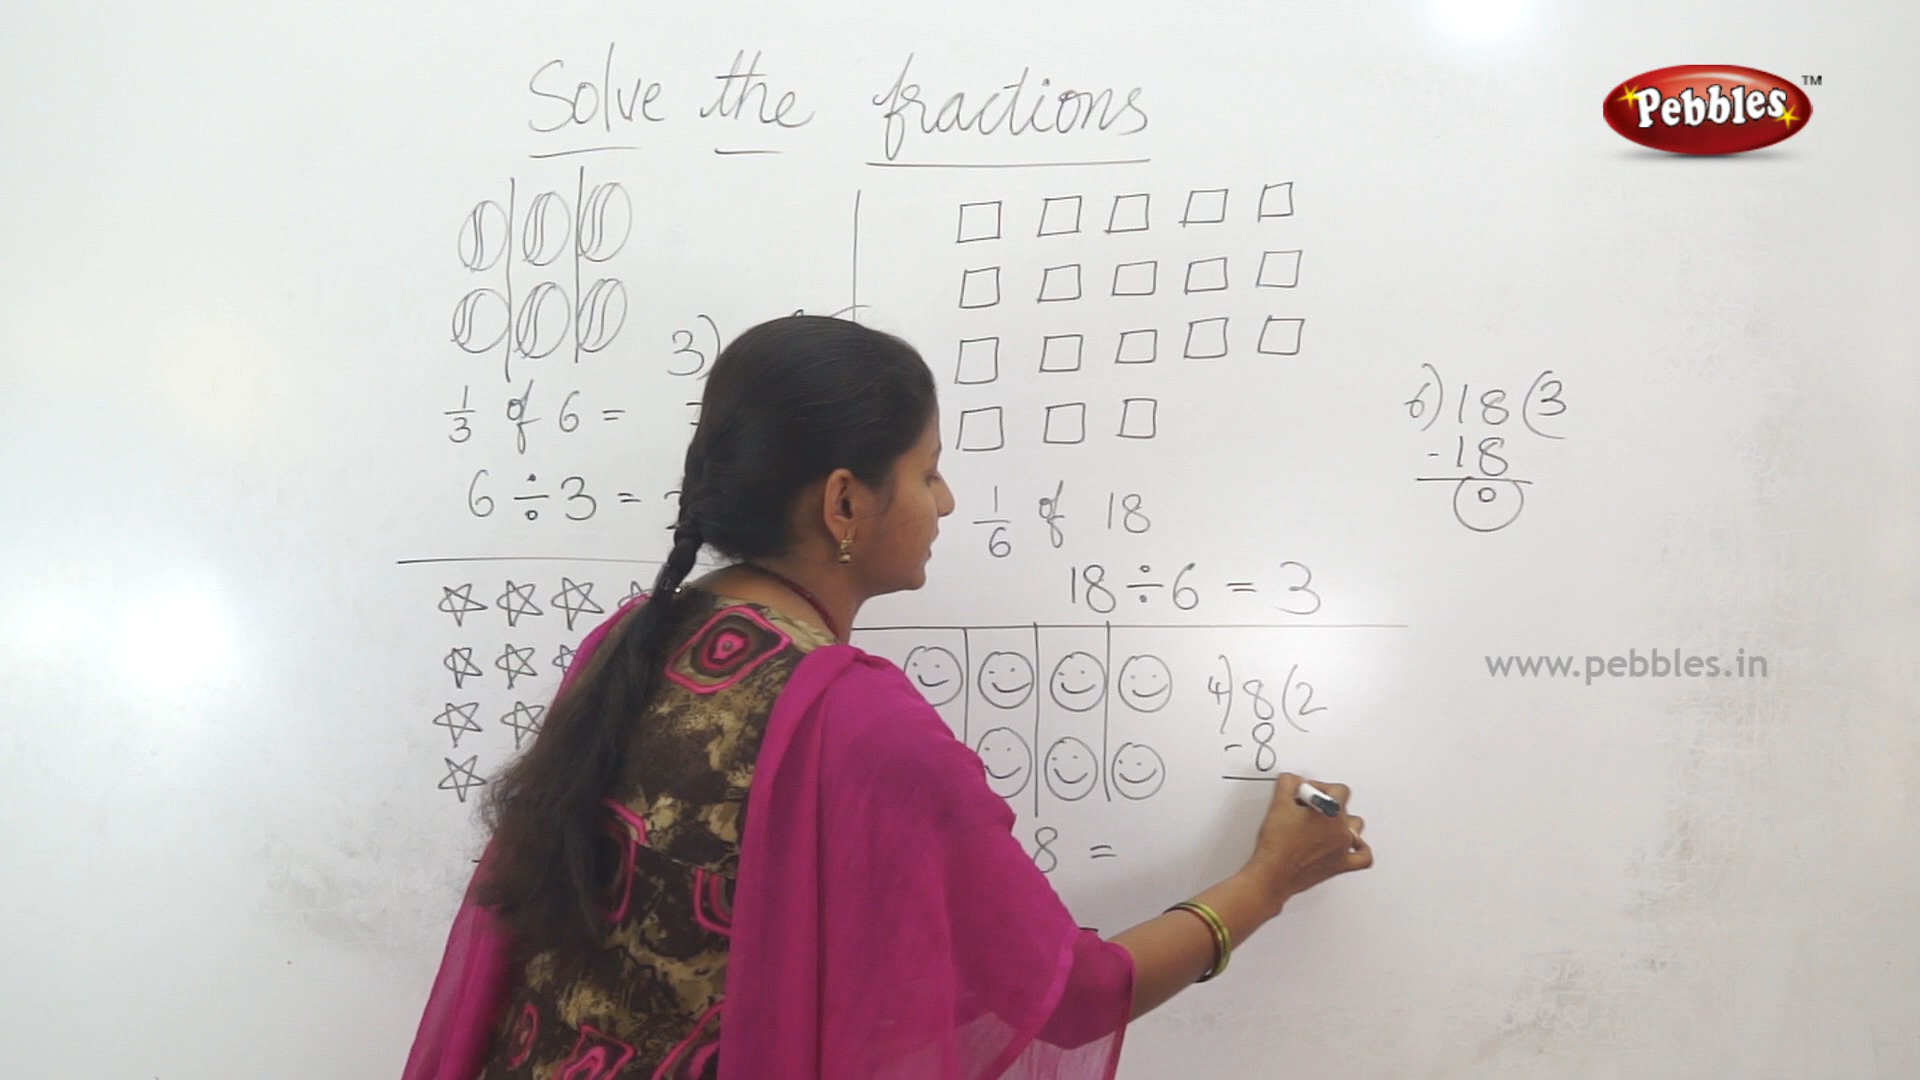 Solve the fractions
Pebbles™
3)
1/3 of 6 =
6 ÷ 3 =
1/6 of 18
18 ÷ 6 = 3
6) 18 (3
-18
0
www.pebbles.in
4) 8 (2
-8
8 =